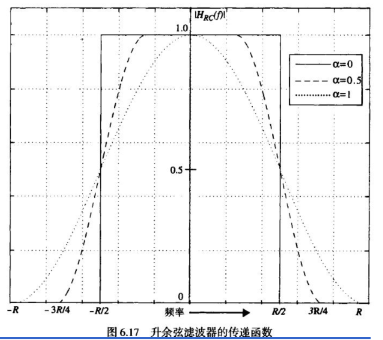 |H_RC(f)|
1.0
α=0
α=0.5
α=1
0.5
0
-R
-3R/4
-R/2
频率
R/2
3R/4
R
图 6.17 升余弦滤波器的传递函数